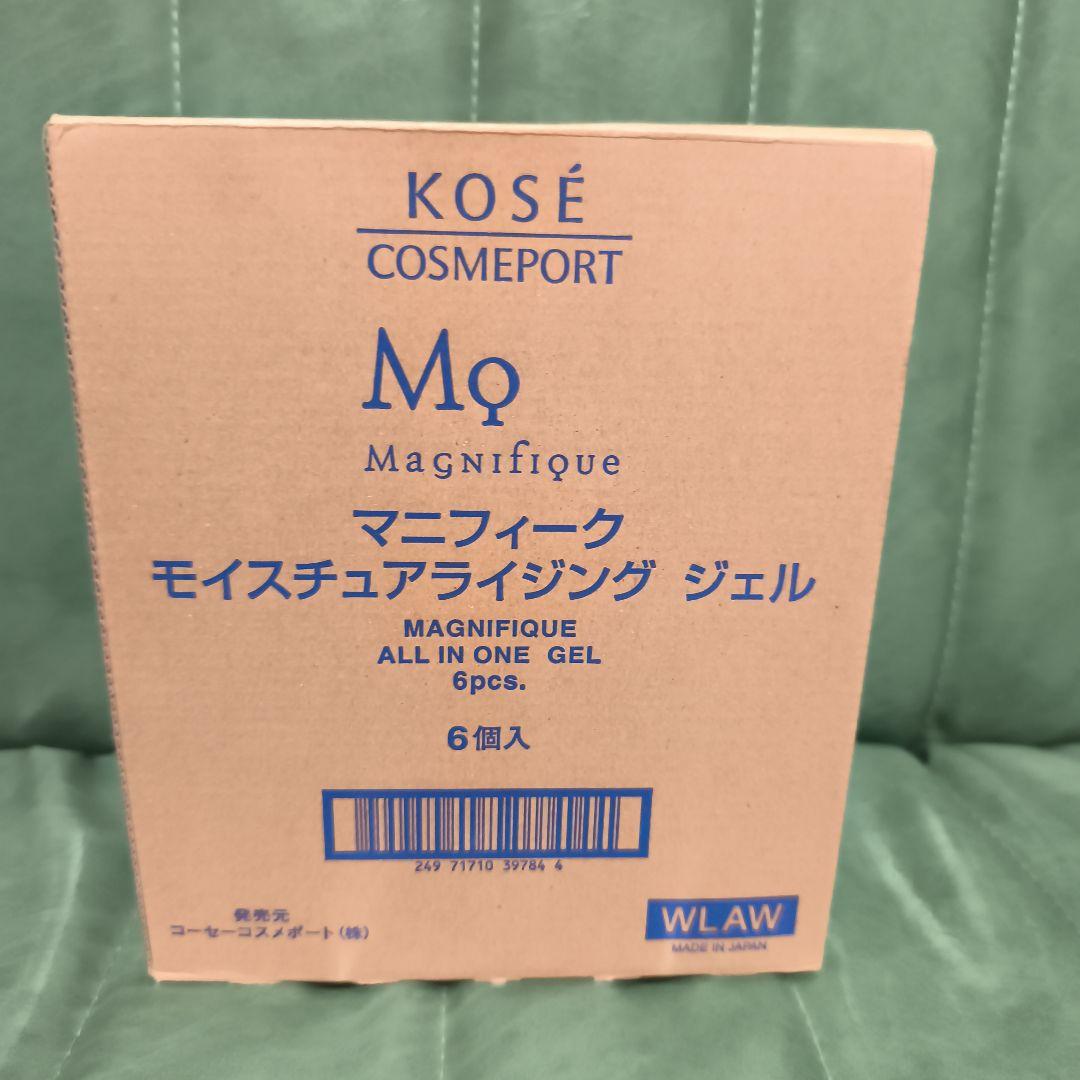 KOSÉ
COSMEPORT
MQ
MAGNIFIQUE
マニフィーク
モイスチュアライジング ジェル
MAGNIFIQUE
ALL IN ONE GEL
6pcs.
6個入
249 71710 39784 4
発売元
コーセーコスメポート(株)
WLAW
MADE IN JAPAN